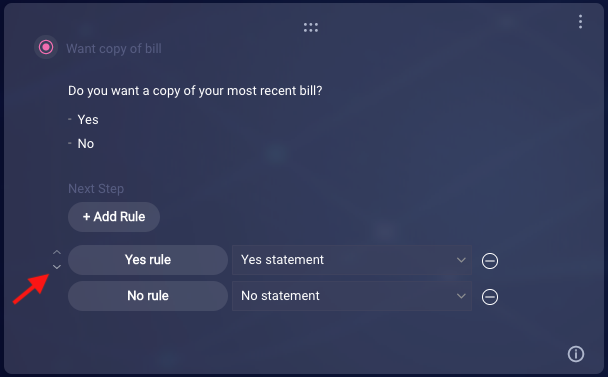 Want copy of bill
Do you want a copy of your most recent bill?
- Yes
- No
Next Step
+ Add Rule
Yes rule Yes statement
No rule No statement